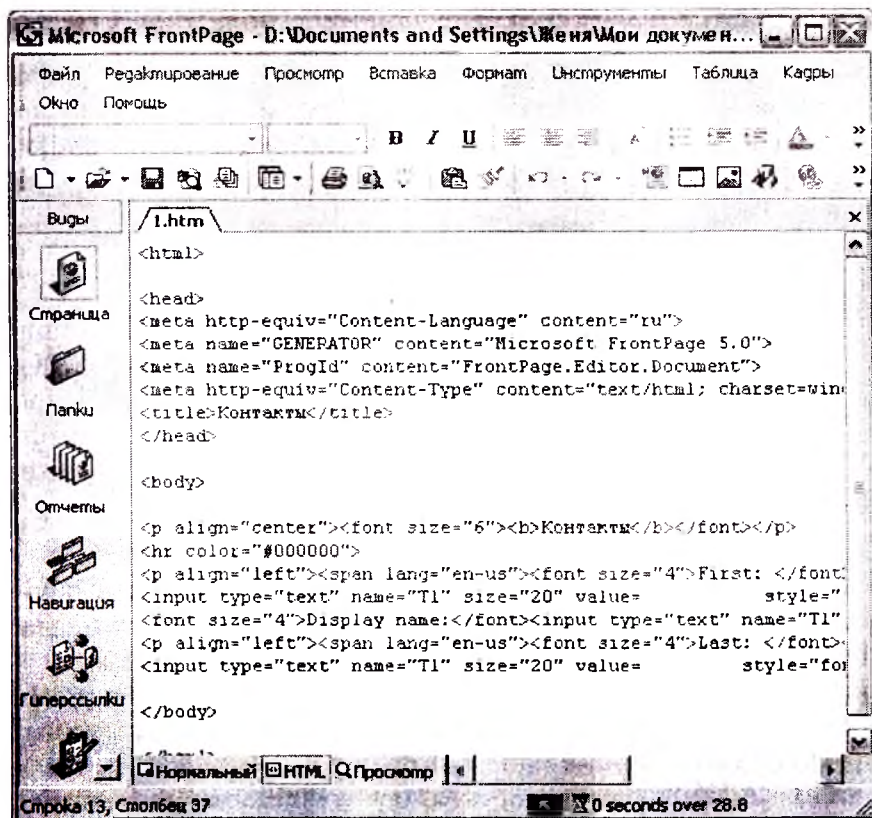 Microsoft FrontPage - D:\Documents and Settings\Женя\Мои докумен...
Файл Редактирование Просмотр Вставка Формат Инструменты Таблица Кадры
Окно Помощь
B I U
Виды
1.htm
<html>
Страница
<head>
<meta http-equiv="Content-Language" content="ru">
<meta name="GENERATOR" content="Microsoft FrontPage 5.0">
<meta name="ProgId" content="FrontPage.Editor.Document">
<meta http-equiv="Content-Type" content="text/html; charset=win
<title>Контакты</title>
</head>
Папки
<body>
Отчеты
<p align="center"><font size="6"><b>Контакты</b></font></p>
<hr color="#000000">
<p align="left"><span lang="en-us"><font size="4">First: </font
<input type="text" name="T1" size="20" value= style="
<font size="4">Display name:</font><input type="text" name="T1"
<p align="left"><span lang="en-us"><font size="4">Last: </font>
<input type="text" name="T1" size="20" value= style="fo
Навигация
Гиперссылки
</body>
Нормальный HTML Просмотр
Строка 13, Столбец 37
0 seconds over 28.8